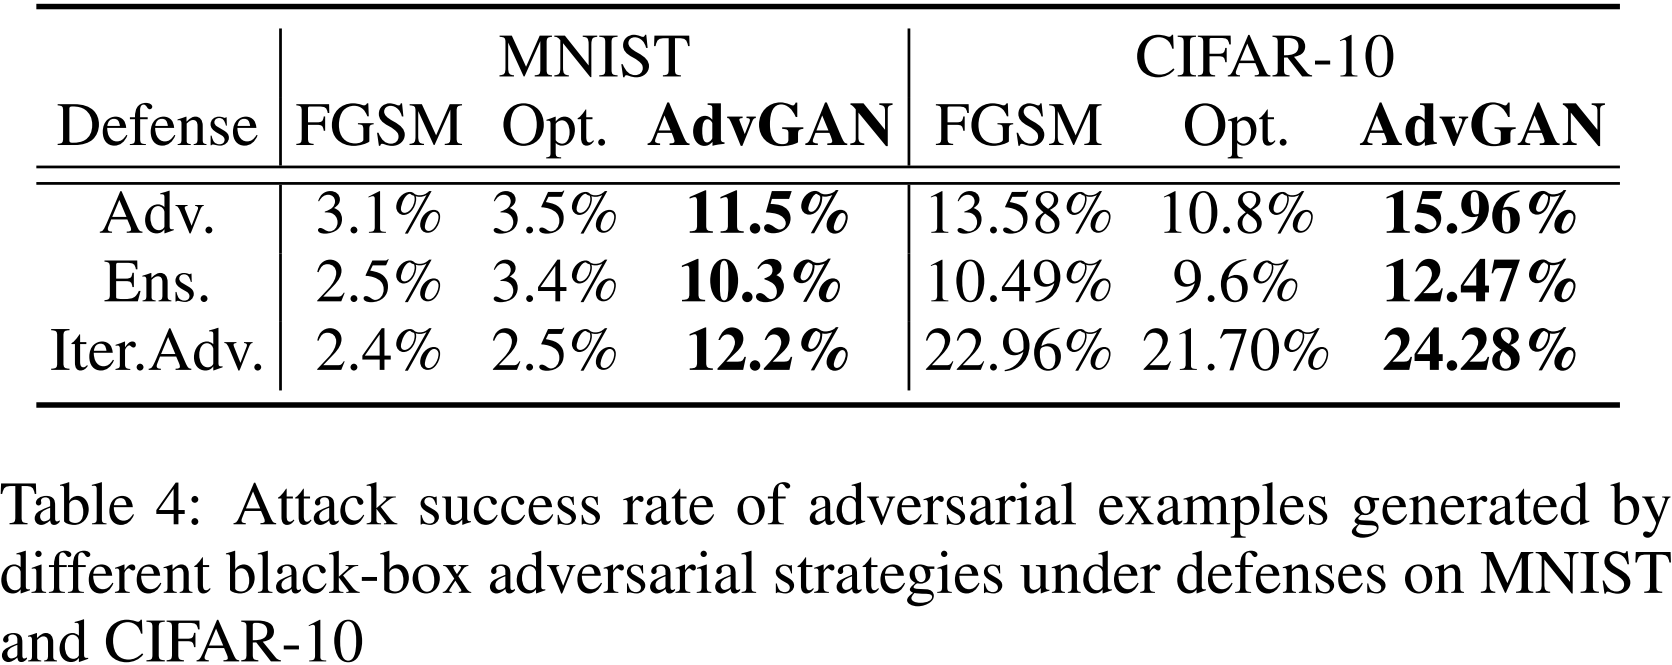 MNIST CIFAR-10
Defense FGSM Opt. AdvGAN FGSM Opt. AdvGAN
Adv. 3.1% 3.5% 11.5% 13.58% 10.8% 15.96%
Ens. 2.5% 3.4% 10.3% 10.49% 9.6% 12.47%
Iter.Adv. 2.4% 2.5% 12.2% 22.96% 21.70% 24.28%
Table 4: Attack success rate of adversarial examples generated by
different black-box adversarial strategies under defenses on MNIST
and CIFAR-10